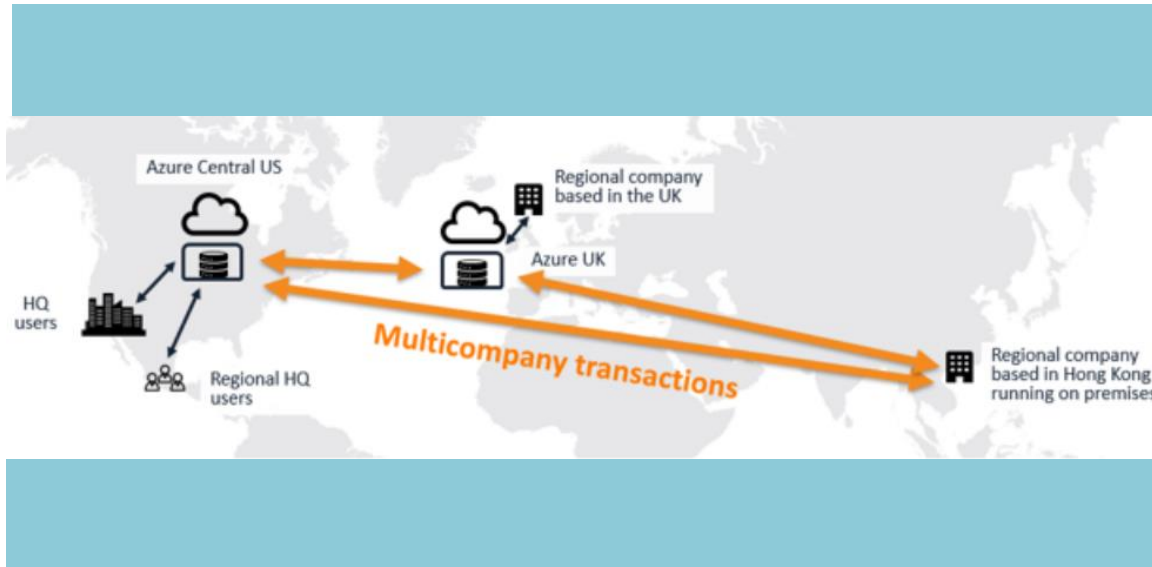 Azure Central US
Regional company
based in the UK
Azure UK
HQ
users
Multicompany transactions
Regional HQ
users
Regional company
based in Hong Kong
running on premises